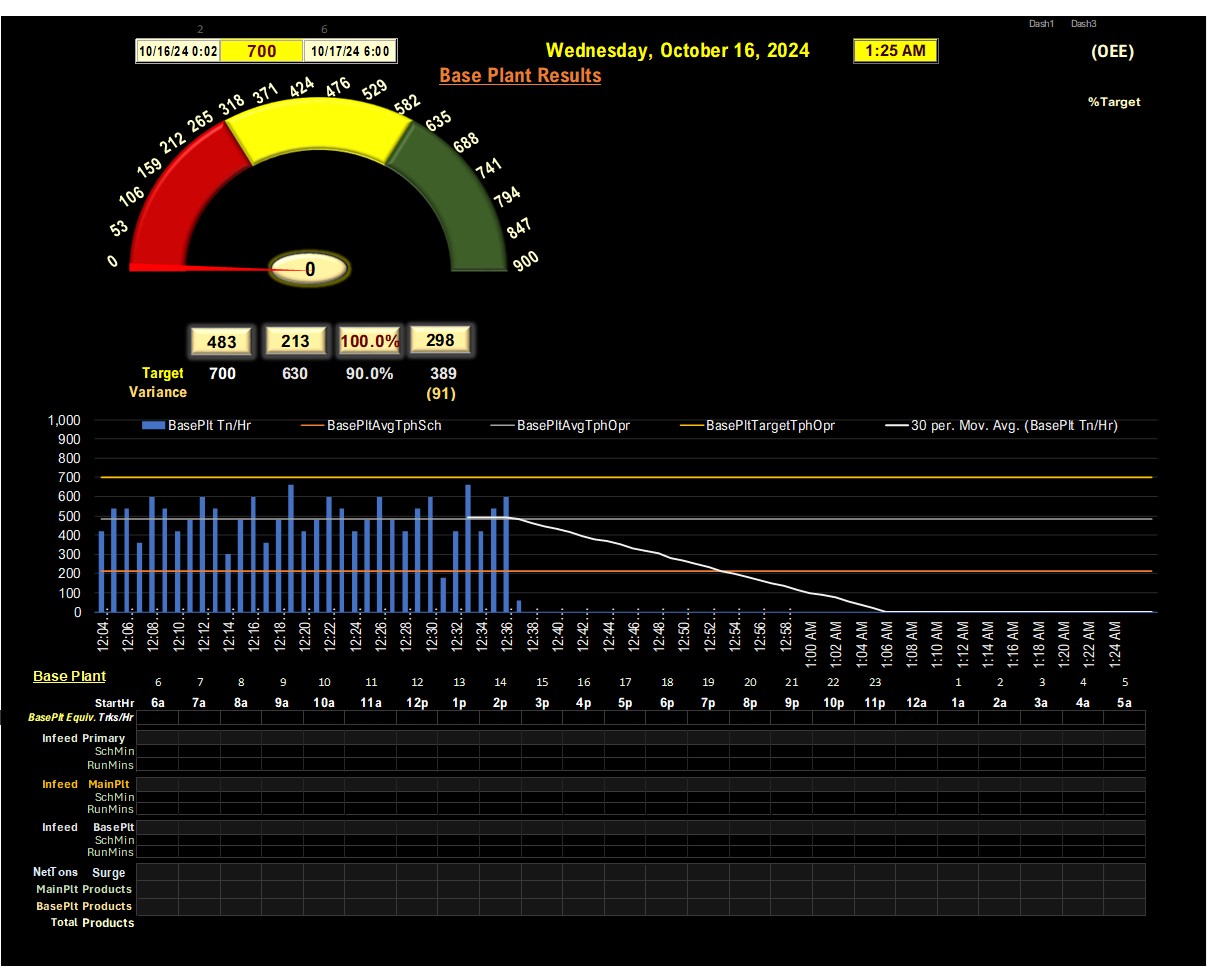 2 6 Dash1 Dash3
10/16/24 0:02 700 10/17/24 6:00 Wednesday, October 16, 2024 1:25 AM (OEE)
Base Plant Results
%Target
0 53 106 159 212 265 318 371 424 476 529 582 635 688 741 794 847 900
0
483 213 100.0% 298
Target 700 630 90.0% 389
Variance (91)
BasePlt Tn/Hr BasePltAvgTphSch BasePltAvgTphOpr BasePltTargetTphOpr 30 per. Mov. Avg. (BasePlt Tn/Hr)
1,000
900
800
700
600
500
400
300
200
100
0
12:04.. 12:06.. 12:08.. 12:10.. 12:12.. 12:14.. 12:16.. 12:18.. 12:20.. 12:22.. 12:24.. 12:26.. 12:28.. 12:30.. 12:32.. 12:34.. 12:36.. 12:38.. 12:40.. 12:42.. 12:44.. 12:46.. 12:48.. 12:50.. 12:52.. 12:54.. 12:56.. 12:58.. 1:00 AM 1:02 AM 1:04 AM 1:06 AM 1:08 AM 1:10 AM 1:12 AM 1:14 AM 1:16 AM 1:18 AM 1:20 AM 1:22 AM 1:24 AM
Base Plant
6 7 8 9 10 11 12 13 14 15 16 17 18 19 20 21 22 23 1 2 3 4 5
StartHr 6a 7a 8a 9a 10a 11a 12p 1p 2p 3p 4p 5p 6p 7p 8p 9p 10p 11p 12a 1a 2a 3a 4a 5a
BasePlt Equiv. Trks/Hr
Infeed Primary
SchMin
RunMins
Infeed MainPlt
SchMin
RunMins
Infeed BasePlt
SchMin
RunMins
NetTons Surge
MainPlt Products
BasePlt Products
Total Products